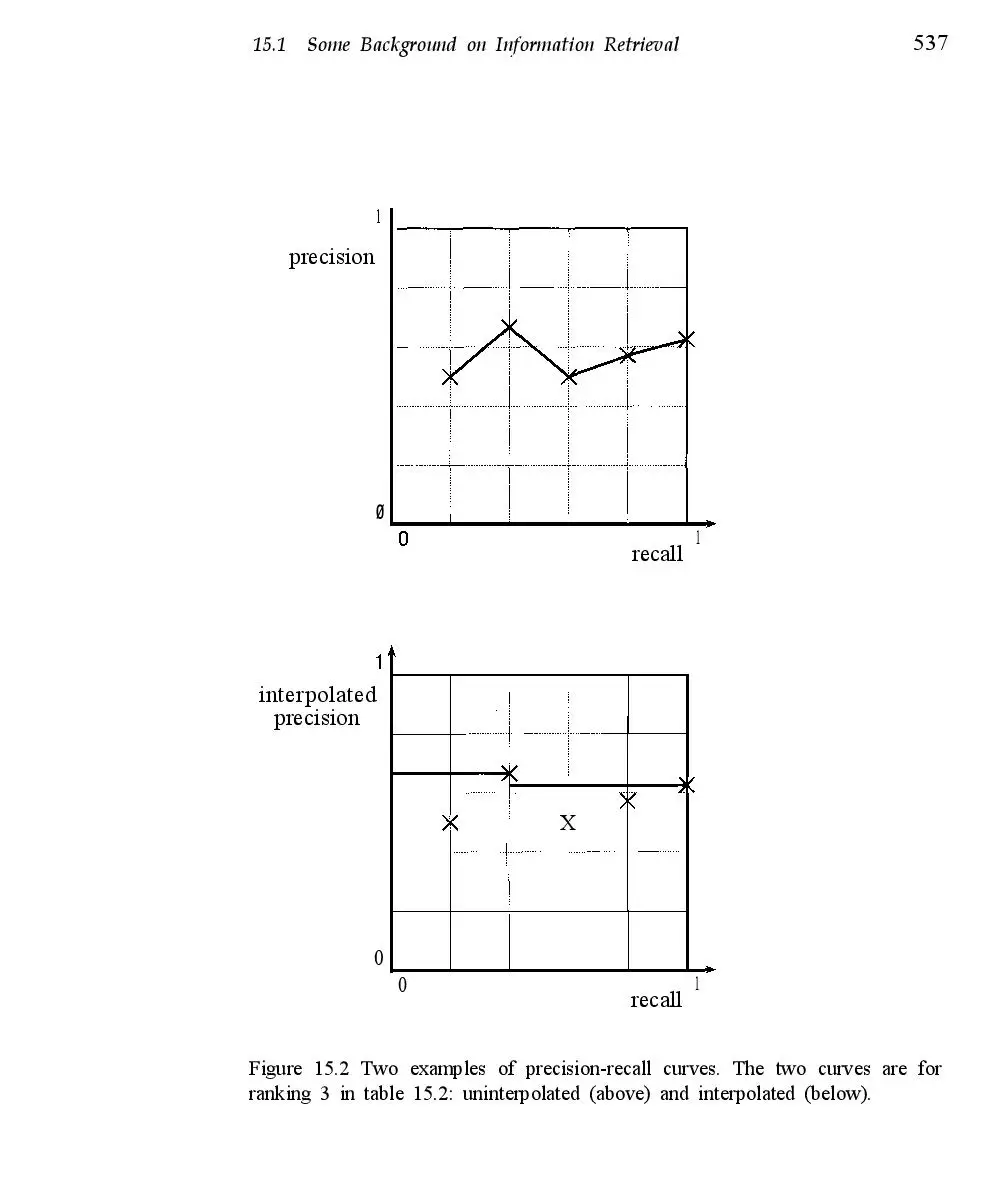 15.1 Some Background on Information Retrieval 537
1
precision
0
0 1
recall
1
interpolated
precision
X
0
0 1
recall
Figure 15.2 Two examples of precision-recall curves. The two curves are for
ranking 3 in table 15.2: uninterpolated (above) and interpolated (below).